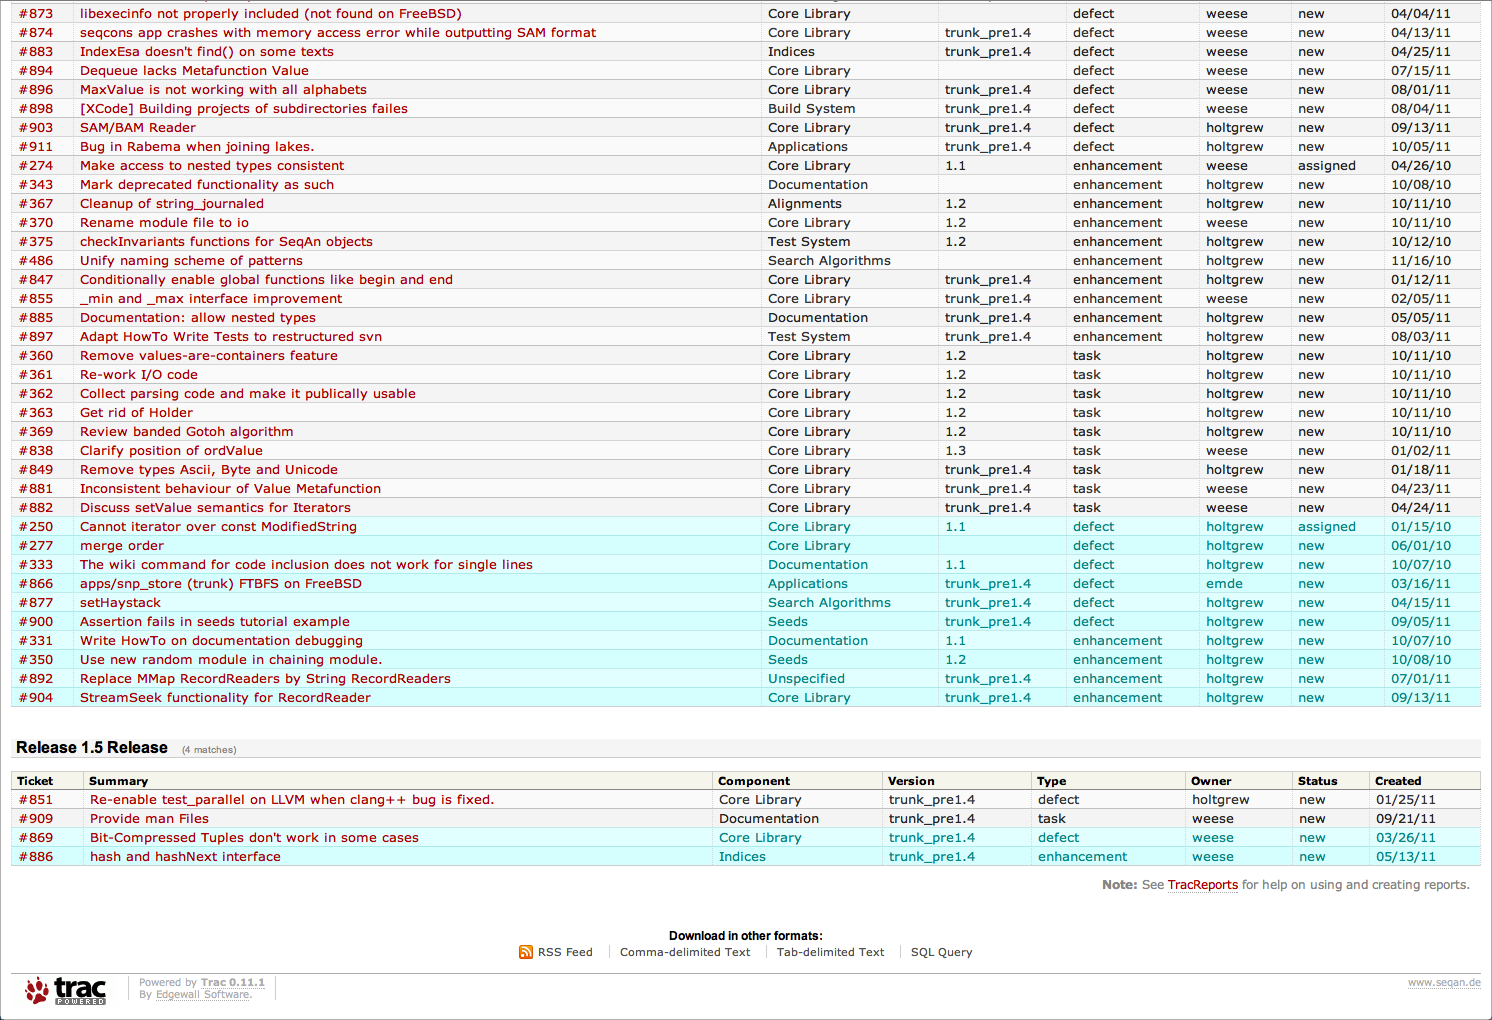 #873 libexecinfo not properly included (not found on FreeBSD) Core Library defect weese new 04/04/11
#874 seqcons app crashes with memory access error while outputting SAM format Core Library trunk_pre1.4 defect weese new 04/13/11
#883 IndexEsa doesn't find() on some texts Indices trunk_pre1.4 defect weese new 04/25/11
#894 Dequeue lacks Metafunction Value Core Library defect weese new 07/15/11
#896 MaxValue is not working with all alphabets Core Library trunk_pre1.4 defect weese new 08/01/11
#898 [XCode] Building projects of subdirectories failes Build System trunk_pre1.4 defect weese new 08/04/11
#903 SAM/BAM Reader Core Library trunk_pre1.4 defect holtgrew new 09/13/11
#911 Bug in Rabema when joining lakes. Applications trunk_pre1.4 defect holtgrew new 10/05/11
#274 Make access to nested types consistent Core Library 1.1 enhancement weese assigned 04/26/10
#343 Mark deprecated functionality as such Documentation enhancement holtgrew new 10/08/10
#367 Cleanup of string_journaled Alignments 1.2 enhancement holtgrew new 10/11/10
#370 Rename module file to io Core Library 1.2 enhancement weese new 10/11/10
#375 checkInvariants functions for SeqAn objects Test System 1.2 enhancement holtgrew new 10/12/10
#486 Unify naming scheme of patterns Search Algorithms enhancement holtgrew new 11/16/10
#847 Conditionally enable global functions like begin and end Core Library trunk_pre1.4 enhancement holtgrew new 01/12/11
#855 _min and _max interface improvement Core Library trunk_pre1.4 enhancement weese new 02/05/11
#885 Documentation: allow nested types Documentation trunk_pre1.4 enhancement holtgrew new 05/05/11
#897 Adapt HowTo Write Tests to restructured svn Test System trunk_pre1.4 enhancement holtgrew new 08/03/11
#360 Remove values-are-containers feature Core Library 1.2 task holtgrew new 10/11/10
#361 Re-work I/O code Core Library 1.2 task holtgrew new 10/11/10
#362 Collect parsing code and make it publically usable Core Library 1.2 task holtgrew new 10/11/10
#363 Get rid of Holder Core Library 1.2 task holtgrew new 10/11/10
#369 Review banded Gotoh algorithm Core Library 1.2 task holtgrew new 10/11/10
#838 Clarify position of ordValue Core Library 1.3 task weese new 01/02/11
#849 Remove types Ascii, Byte and Unicode Core Library trunk_pre1.4 task holtgrew new 01/18/11
#881 Inconsistent behaviour of Value Metafunction Core Library trunk_pre1.4 task weese new 04/23/11
#882 Discuss setValue semantics for Iterators Core Library trunk_pre1.4 task weese new 04/24/11
#250 Cannot iterator over const ModifiedString Core Library 1.1 defect holtgrew assigned 01/15/10
#277 merge order Core Library defect holtgrew new 06/01/10
#333 The wiki command for code inclusion does not work for single lines Documentation 1.1 defect holtgrew new 10/07/10
#866 apps/snp_store (trunk) FTBFS on FreeBSD Applications trunk_pre1.4 defect emde new 03/16/11
#877 setHaystack Search Algorithms trunk_pre1.4 defect holtgrew new 04/15/11
#900 Assertion fails in seeds tutorial example Seeds trunk_pre1.4 defect holtgrew new 09/05/11
#331 Write HowTo on documentation debugging Documentation 1.1 enhancement holtgrew new 10/07/10
#350 Use new random module in chaining module. Seeds 1.2 enhancement holtgrew new 10/08/10
#892 Replace MMap RecordReaders by String RecordReaders Unspecified trunk_pre1.4 enhancement holtgrew new 07/01/11
#904 StreamSeek functionality for RecordReader Core Library trunk_pre1.4 enhancement holtgrew new 09/13/11
Release 1.5 Release (4 matches)
Ticket Summary Component Version Type Owner Status Created
#851 Re-enable test_parallel on LLVM when clang++ bug is fixed. Core Library trunk_pre1.4 defect holtgrew new 01/25/11
#909 Provide man Files Documentation trunk_pre1.4 task weese new 09/21/11
#869 Bit-Compressed Tuples don't work in some cases Core Library trunk_pre1.4 defect weese new 03/26/11
#886 hash and hashNext interface Indices trunk_pre1.4 enhancement weese new 05/13/11
Note: See TracReports for help on using and creating reports.
Download in other formats:
RSS Feed Comma-delimited Text Tab-delimited Text SQL Query
trac POWERED
Powered by Trac 0.11.1
By Edgewall Software.
www.seqan.de